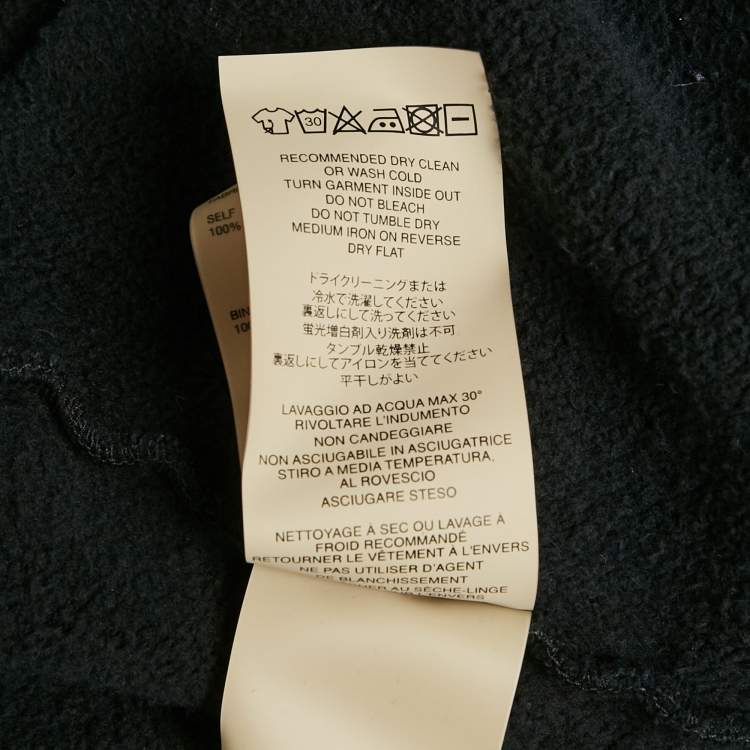 30
RECOMMENDED DRY CLEAN
OR WASH COLD
TURN GARMENT INSIDE OUT
DO NOT BLEACH
DO NOT TUMBLE DRY
MEDIUM IRON ON REVERSE
DRY FLAT
ドライクリーニングまたは
冷水で洗濯してください
裏返しにして洗ってください
蛍光増白剤入り洗剤は不可
タンブル乾燥禁止
裏返しにしてアイロンを当ててください
平干しがよい
LAVAGGIO AD ACQUA MAX 30°
RIVOLTARE L'INDUMENTO
NON CANDEGGIARE
NON ASCIUGABILE IN ASCIUGATRICE
STIRO A MEDIA TEMPERATURA,
AL ROVESCIO
ASCIUGARE STESO
NETTOYAGE À SEC OU LAVAGE À
FROID RECOMMANDÉ
RETOURNER LE VÊTEMENT À L'ENVERS
NE PAS UTILISER D'AGENT
DE BLANCHISSEMENT
AU SÈCHE-LINGE
L'ENVERS
SELF
100%
BIN